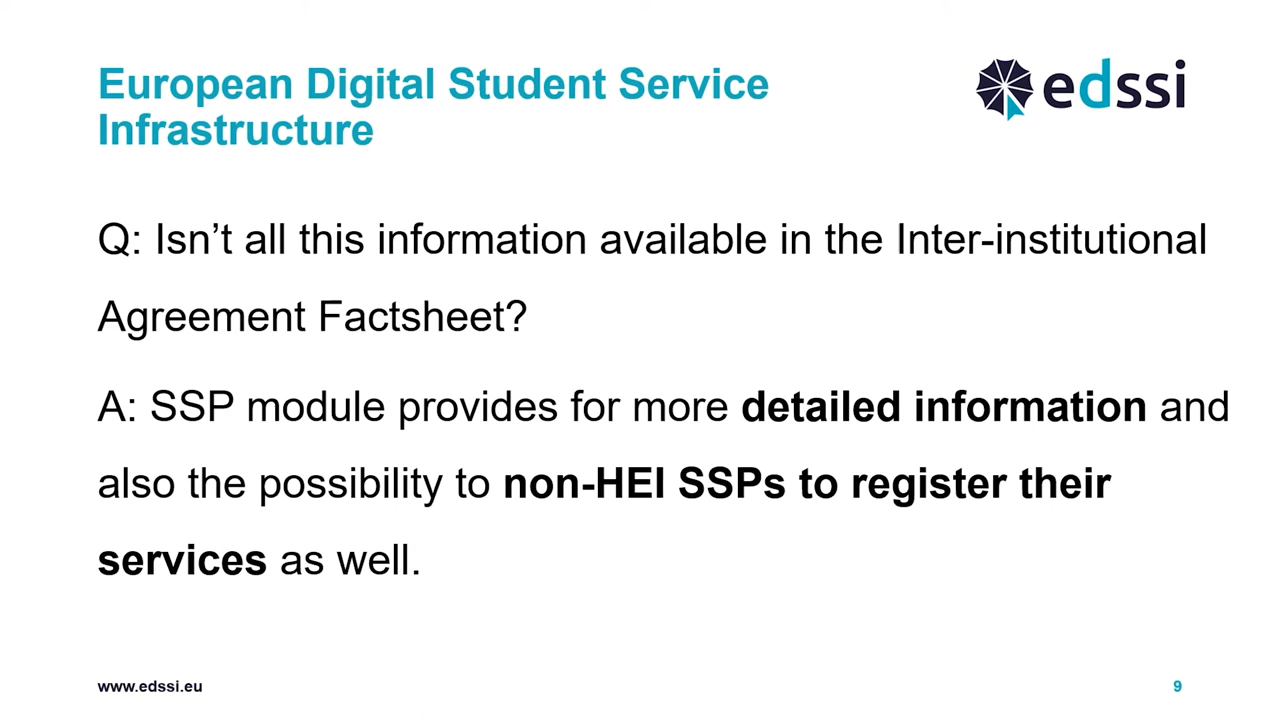 European Digital Student Service
Infrastructure
edssi
Q: Isn’t all this information available in the Inter-institutional
Agreement Factsheet?
A: SSP module provides for more detailed information and
also the possibility to non-HEI SSPs to register their
services as well.
www.edssi.eu
9